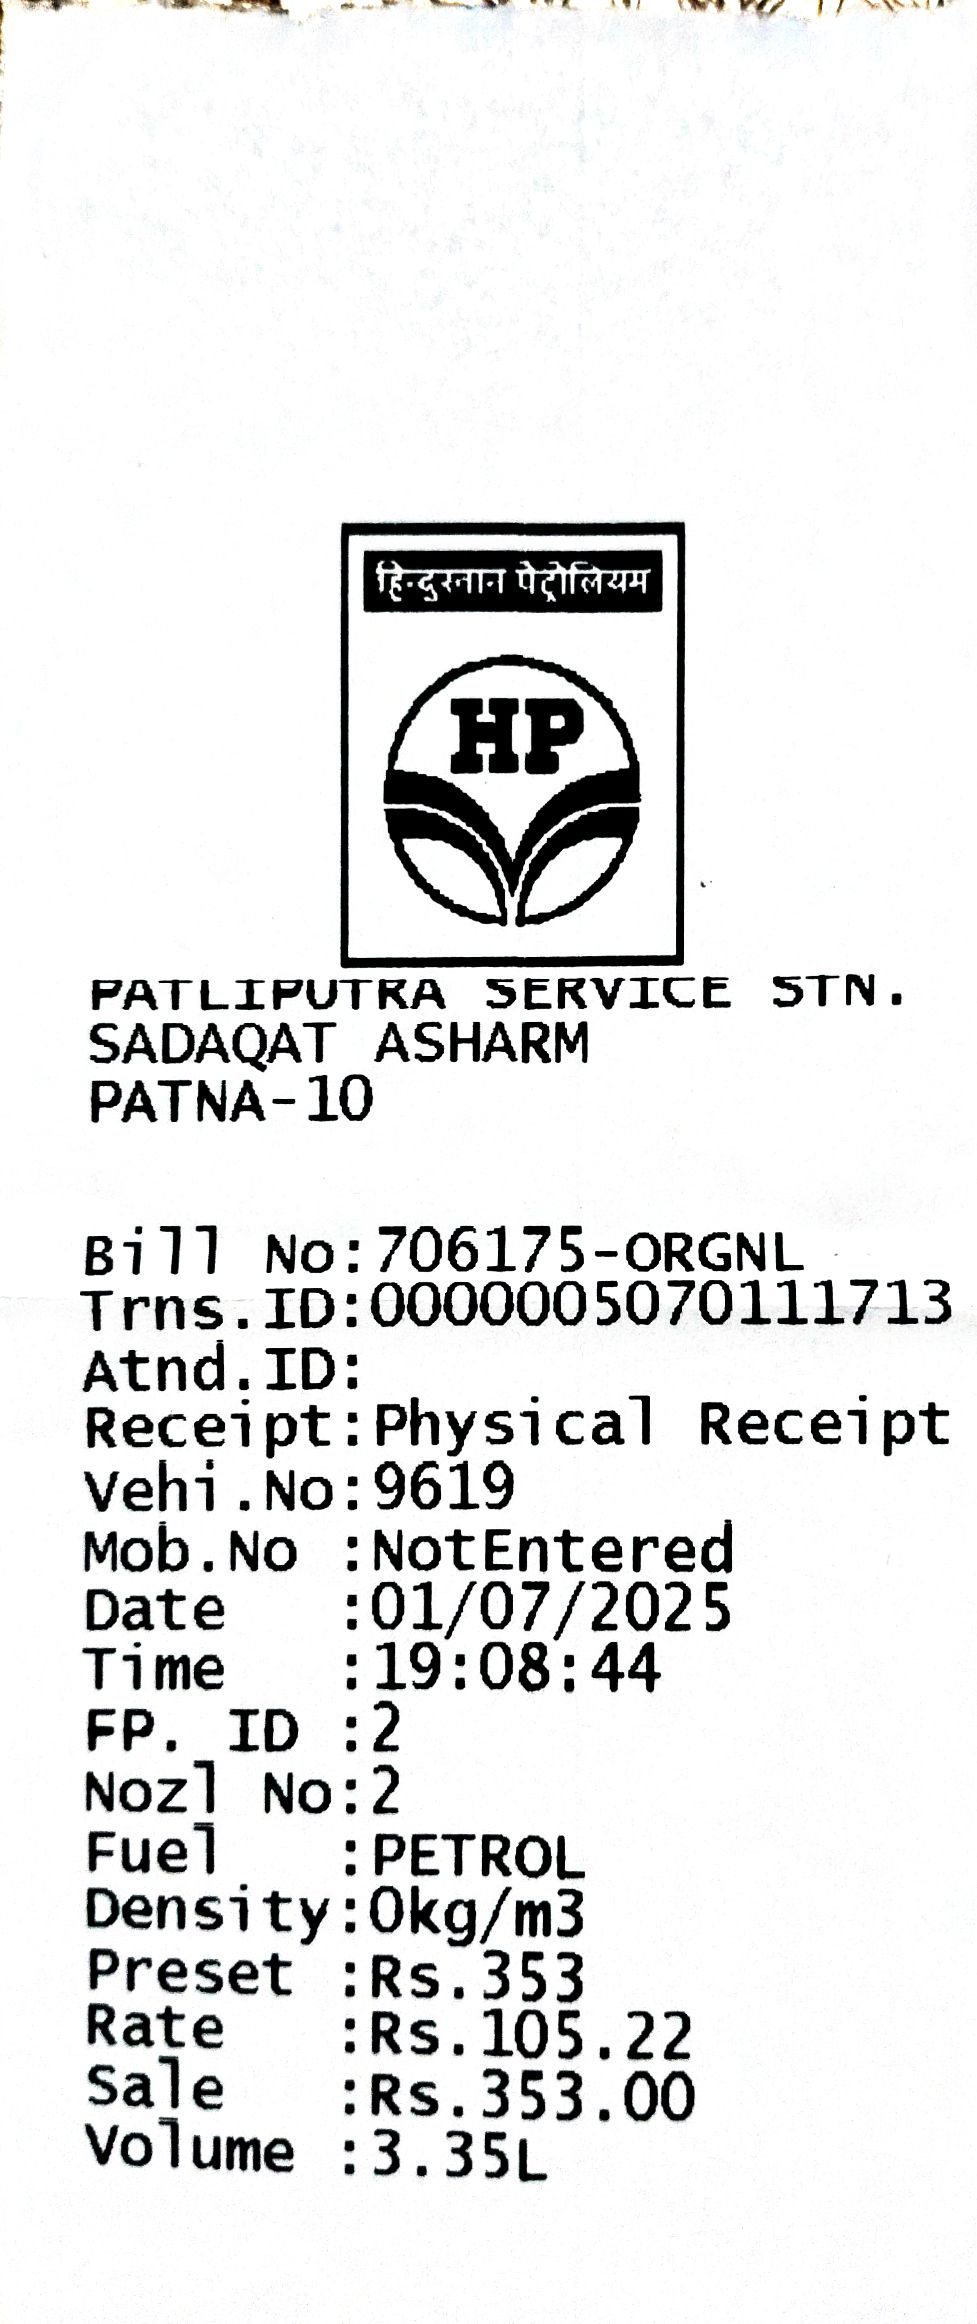 हिन्दुस्तान पेट्रोलियम
HP
PATLIPUTRA SERVICE STN.
SADAQAT ASHARM
PATNA-10
Bill No:706175-ORGNL
Trns.ID:0000005070111713
Atnd.ID:
Receipt:Physical Receipt
Vehi.No:9619
Mob.No :NotEntered
Date :01/07/2025
Time :19:08:44
FP. ID :2
Nozl No:2
Fuel :PETROL
Density:0kg/m3
Preset :Rs.353
Rate :Rs.105.22
Sale :Rs.353.00
Volume :3.35L